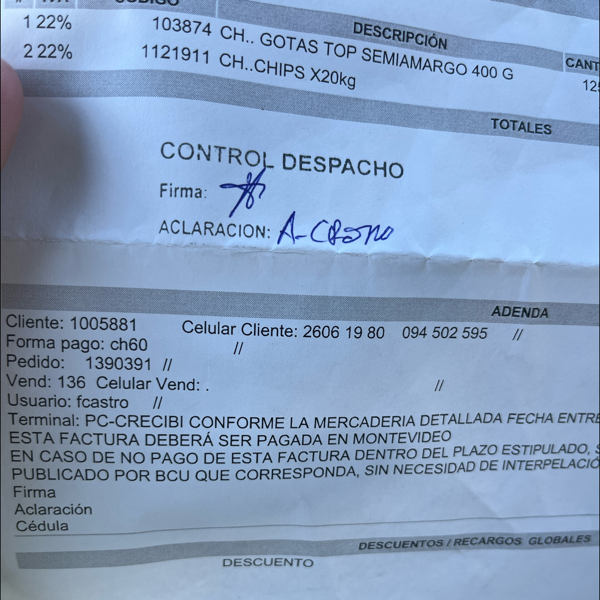 1 22% 103874 CH.. GOTAS TOP SEMIAMARGO 400 G
DESCRIPCIÓN
CANT
2 22% 1121911 CH..CHIPS X20kg
TOTALES
CONTROL DESPACHO
Firma:
ACLARACION:
ADENDA
Cliente: 1005881 Celular Cliente: 2606 19 80 094 502 595 //
Forma pago: ch60 //
Pedido: 1390391 //
Vend: 136 Celular Vend: . //
Usuario: fcastro //
Terminal: PC-CRECIBI CONFORME LA MERCADERIA DETALLADA FECHA ENTRE
ESTA FACTURA DEBERÁ SER PAGADA EN MONTEVIDEO
EN CASO DE NO PAGO DE ESTA FACTURA DENTRO DEL PLAZO ESTIPULADO, S
PUBLICADO POR BCU QUE CORRESPONDA, SIN NECESIDAD DE INTERPELACIÓ
Firma
Aclaración
Cédula
DESCUENTOS / RECARGOS GLOBALES
DESCUENTO